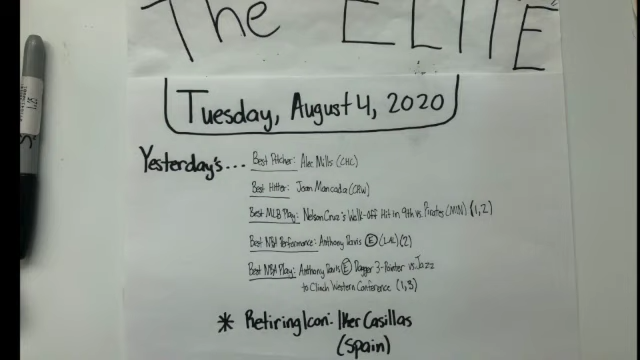 The ELITE
Tuesday, August 4, 2020
Yesterday's... Best Pitcher: Alec Mills (CHC)
Best Hitter: Joan Moncada (CHW)
Best MLB Play: Nelson Cruz's Walk-Off Hit in 9th vs. Pirates (MIN) (1,2)
Best NBA Performance: Anthony Davis Ⓔ (LAL) (2)
Best NBA Play: Anthony Davis Ⓔ Dagger 3-Pointer vs. Jazz
to Clinch Western Conference (1,3)
* Retiring Icon: Iker Casillas
(Spain)